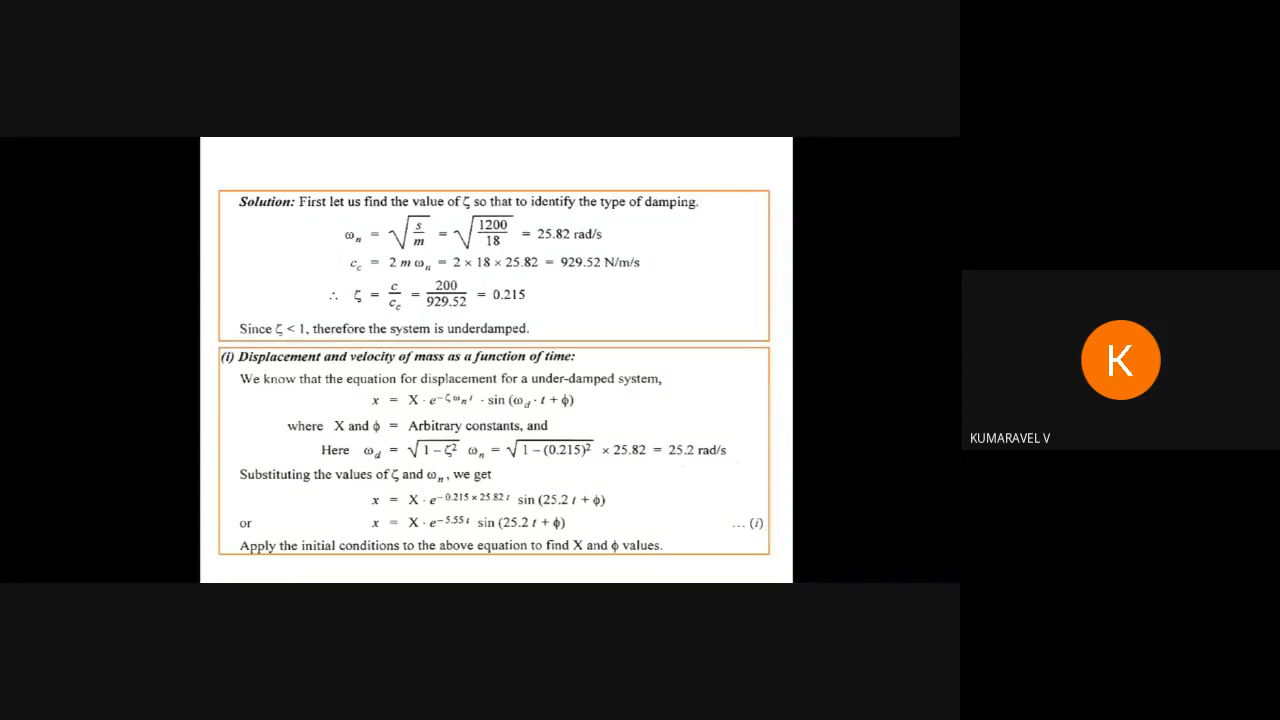 Solution: First let us find the value of ζ so that to identify the type of damping.
ωₙ = √(s/m) = √(1200/18) = 25.82 rad/s
c_c = 2 m ωₙ = 2 × 18 × 25.82 = 929.52 N/m/s
∴ ζ = c/c_c = 200/929.52 = 0.215
Since ζ < 1, therefore the system is underdamped.
(i) Displacement and velocity of mass as a function of time:
We know that the equation for displacement for a under-damped system,
x = X · e^(−ζ ωₙ t) · sin (ω_d · t + ϕ)
where X and ϕ = Arbitrary constants, and
Here ω_d = √(1 − ζ²) ωₙ = √(1 − (0.215)²) × 25.82 = 25.2 rad/s
Substituting the values of ζ and ωₙ, we get
x = X · e^(−0.215 × 25.82 t) sin (25.2 t + ϕ)
or x = X · e^(−5.55 t) sin (25.2 t + ϕ) ... (i)
Apply the initial conditions to the above equation to find X and ϕ values.
K
KUMARAVEL V